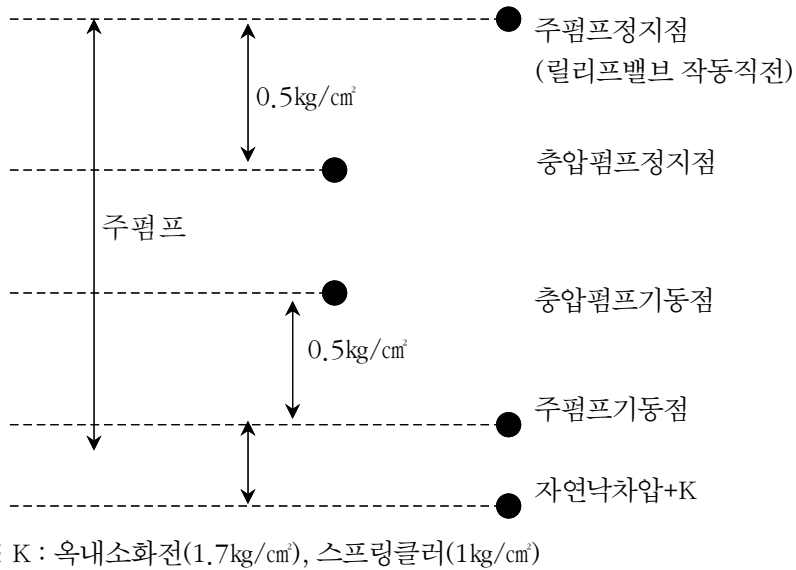 주펌프정지점
(릴리프밸브 작동직전)
0.5kg/㎠
충압펌프정지점
주펌프
충압펌프기동점
0.5kg/㎠
주펌프기동점
자연낙차압+K
K : 옥내소화전(1.7kg/㎠), 스프링클러(1kg/㎠)